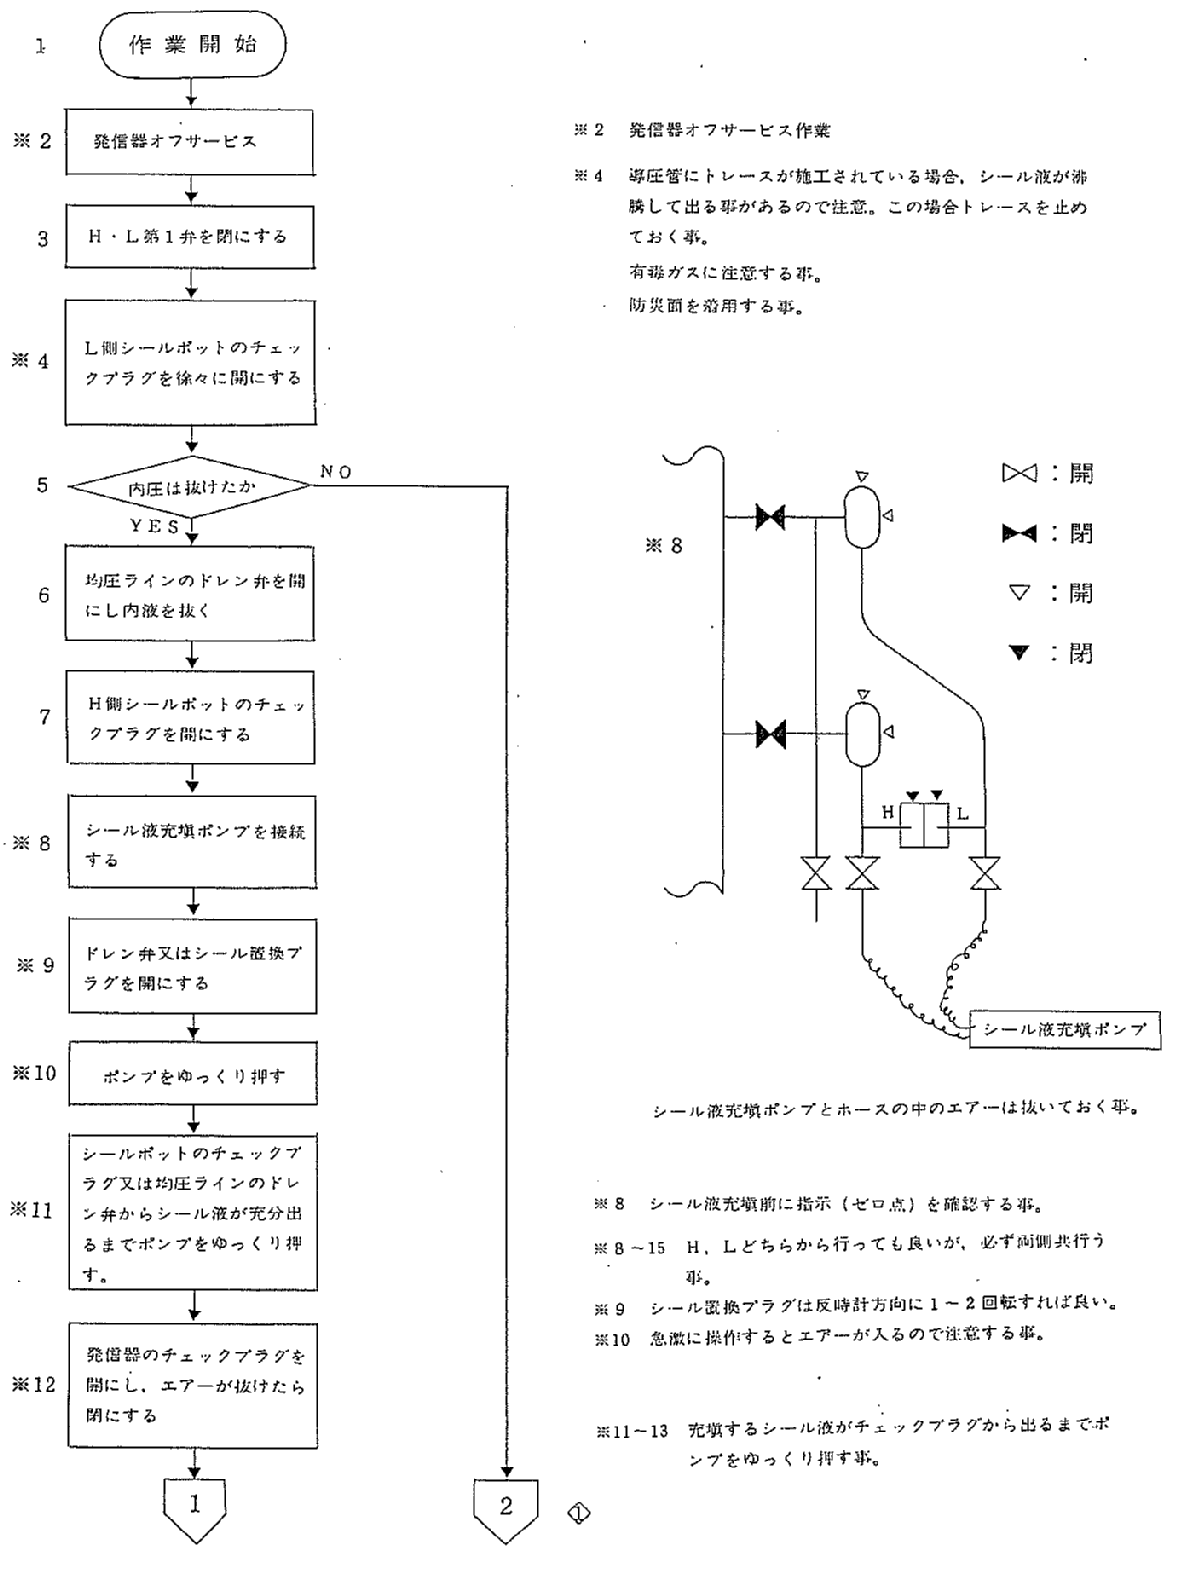 1 作業開始
※2 発信器オフサービス
3 H・L第1弁を閉にする
※4 L側シールポットのチェッ
クプラグを徐々に開にする
5 内圧は抜けたか
NO
YES
6 均圧ラインのドレン弁を開
にし内液を抜く
7 H側シールポットのチェッ
クプラグを開にする
※8 シール液充塡ポンプを接続
する
※9 ドレン弁又はシール置換プ
ラグを開にする
※10 ポンプをゆっくり押す
※11 シールポットのチェックプ
ラグ又は均圧ラインのドレ
ン弁からシール液が充分出
るまでポンプをゆっくり押
す。
※12 発信器のチェックプラグを
開にし、エアーが抜けたら
閉にする
1
2
①
※2 発信器オフサービス作業
※4 導圧管にトレースが施工されている場合、シール液が沸
騰して出る事があるので注意。この場合トレースを止め
ておく事。
有毒ガスに注意する事。
防災面を着用する事。
※8
:開
:閉
:開
:閉
H
L
シール液充塡ポンプ
シール液充塡ポンプとホースの中のエアーは抜いておく事。
※8 シール液充塡前に指示(ゼロ点)を確認する事。
※8~15 H、Lどちらから行っても良いが、必ず両側共行う
事。
※9 シール置換プラグは反時計方向に1~2回転すれば良い。
※10 急激に操作するとエアーが入るので注意する事。
※11~13 充塡するシール液がチェックプラグから出るまでポ
ンプをゆっくり押す事。